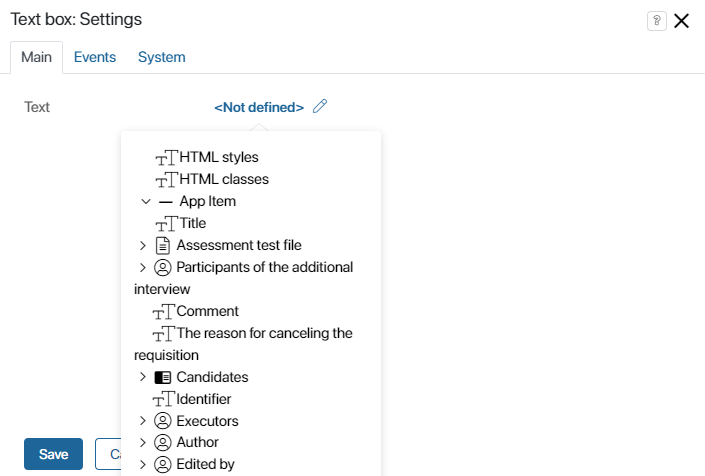 Text box: Settings
?
Main Events System
Text <Not defined>
HTML styles
HTML classes
App Item
Title
Assessment test file
Participants of the additional
interview
Comment
The reason for canceling the
requisition
Candidates
Identifier
Executors
Author
Save
Edited by